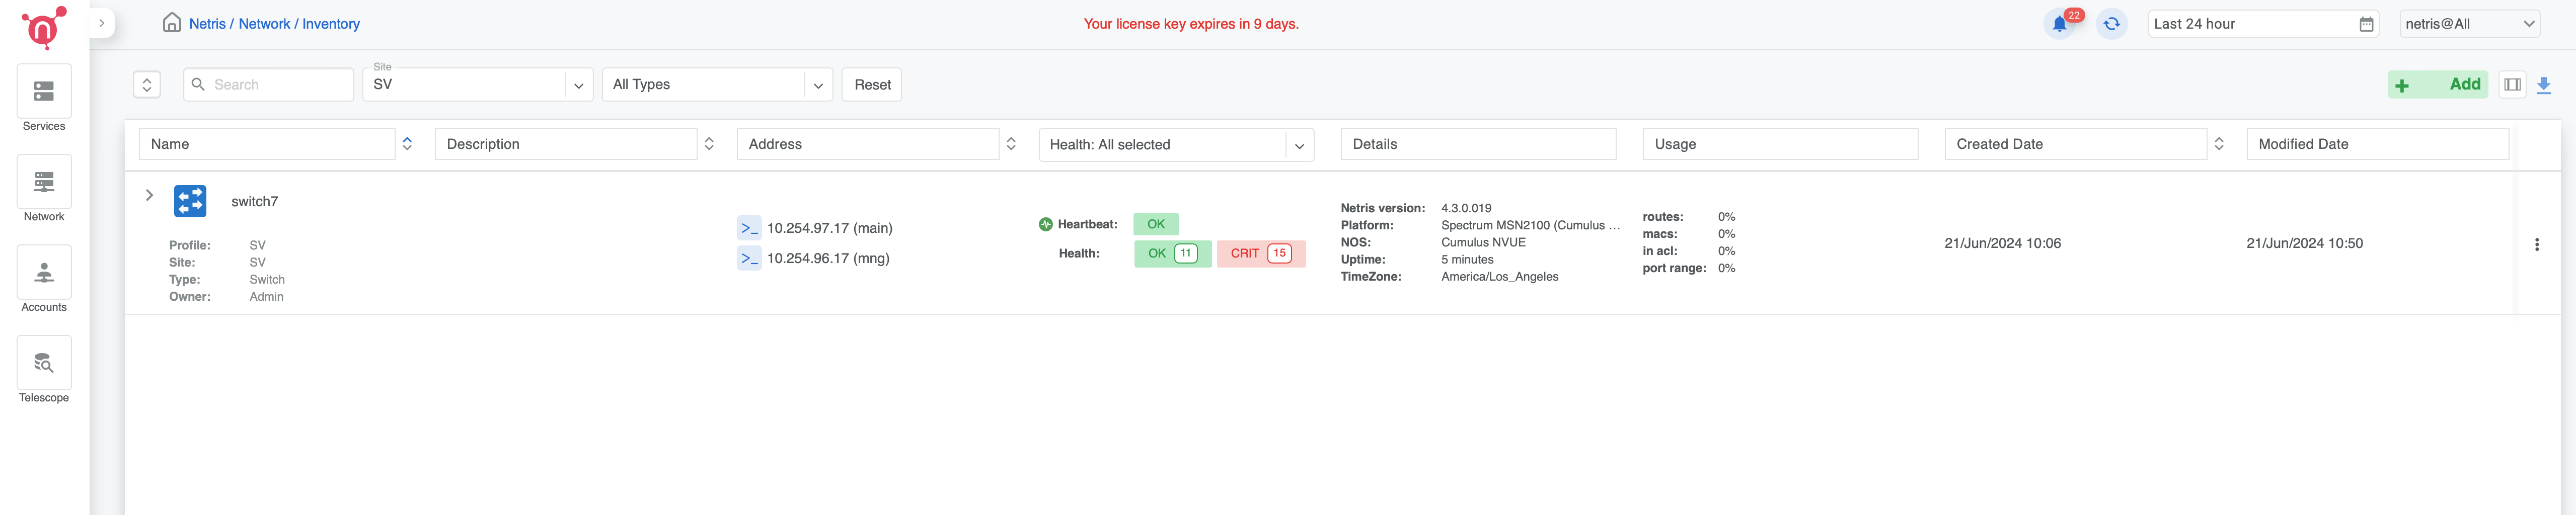 Netris / Network / Inventory
Your license key expires in 9 days.
22
Last 24 hour
netris@All
Services
Network
Accounts
Telescope
Search
Site
SV
All Types
Reset
+ Add
Name
Description
Address
Health: All selected
Details
Usage
Created Date
Modified Date
switch7
Profile: SV
Site: SV
Type: Switch
Owner: Admin
>_ 10.254.97.17 (main)
>_ 10.254.96.17 (mng)
Heartbeat: OK
Health: OK 11 CRIT 15
Netris version: 4.3.0.019
Platform: Spectrum MSN2100 (Cumulus ...
NOS: Cumulus NVUE
Uptime: 5 minutes
TimeZone: America/Los_Angeles
routes: 0%
macs: 0%
in acl: 0%
port range: 0%
21/Jun/2024 10:06
21/Jun/2024 10:50